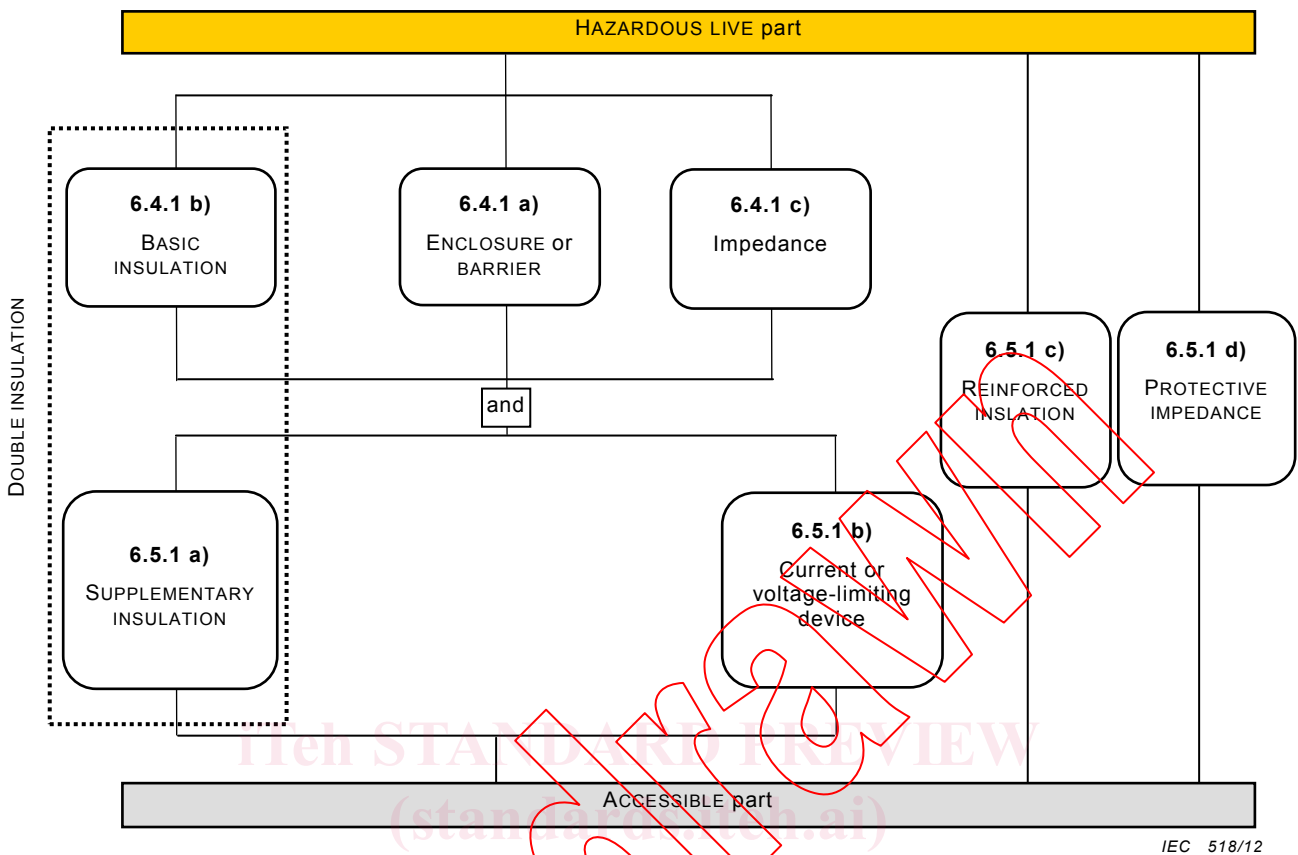 HAZARDOUS LIVE part
6.4.1 b)
BASIC
INSULATION
6.4.1 a)
ENCLOSURE or
BARRIER
6.4.1 c)
Impedance
6.5.1 c)
REINFORCED
INSLATION
6.5.1 d)
PROTECTIVE
IMPEDANCE
and
DOUBLE INSULATION
6.5.1 a)
SUPPLEMENTARY
INSULATION
6.5.1 b)
Current or
voltage-limiting
device
iTeh STANDARD PREVIEW
ACCESSIBLE part
(standards.iteh.ai)
IEC 518/12